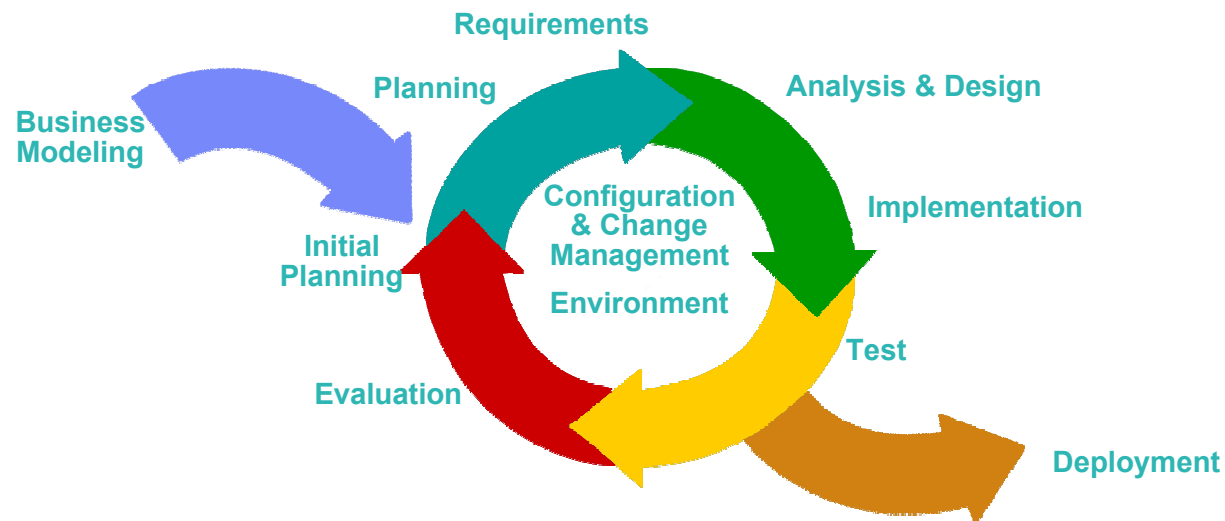 Requirements
Planning
Analysis & Design
Business
Modeling
Configuration
& Change
Management
Implementation
Initial
Planning
Environment
Test
Evaluation
Deployment